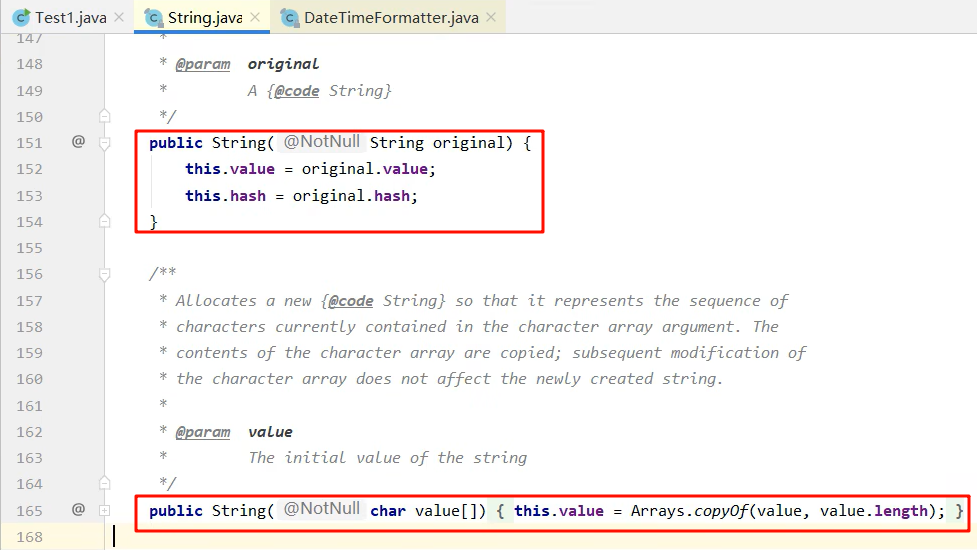 Test1.java × String.java × DateTimeFormatter.java ×
147 *
148 * @param original
149 * A {@code String}
150 */
151 @ public String( @NotNull String original) {
152 this.value = original.value;
153 this.hash = original.hash;
154 }
155
156 /**
157 * Allocates a new {@code String} so that it represents the sequence of
158 * characters currently contained in the character array argument. The
159 * contents of the character array are copied; subsequent modification of
160 * the character array does not affect the newly created string.
161 *
162 * @param value
163 * The initial value of the string
164 */
165 @ public String( @NotNull char value[]) { this.value = Arrays.copyOf(value, value.length); }
168